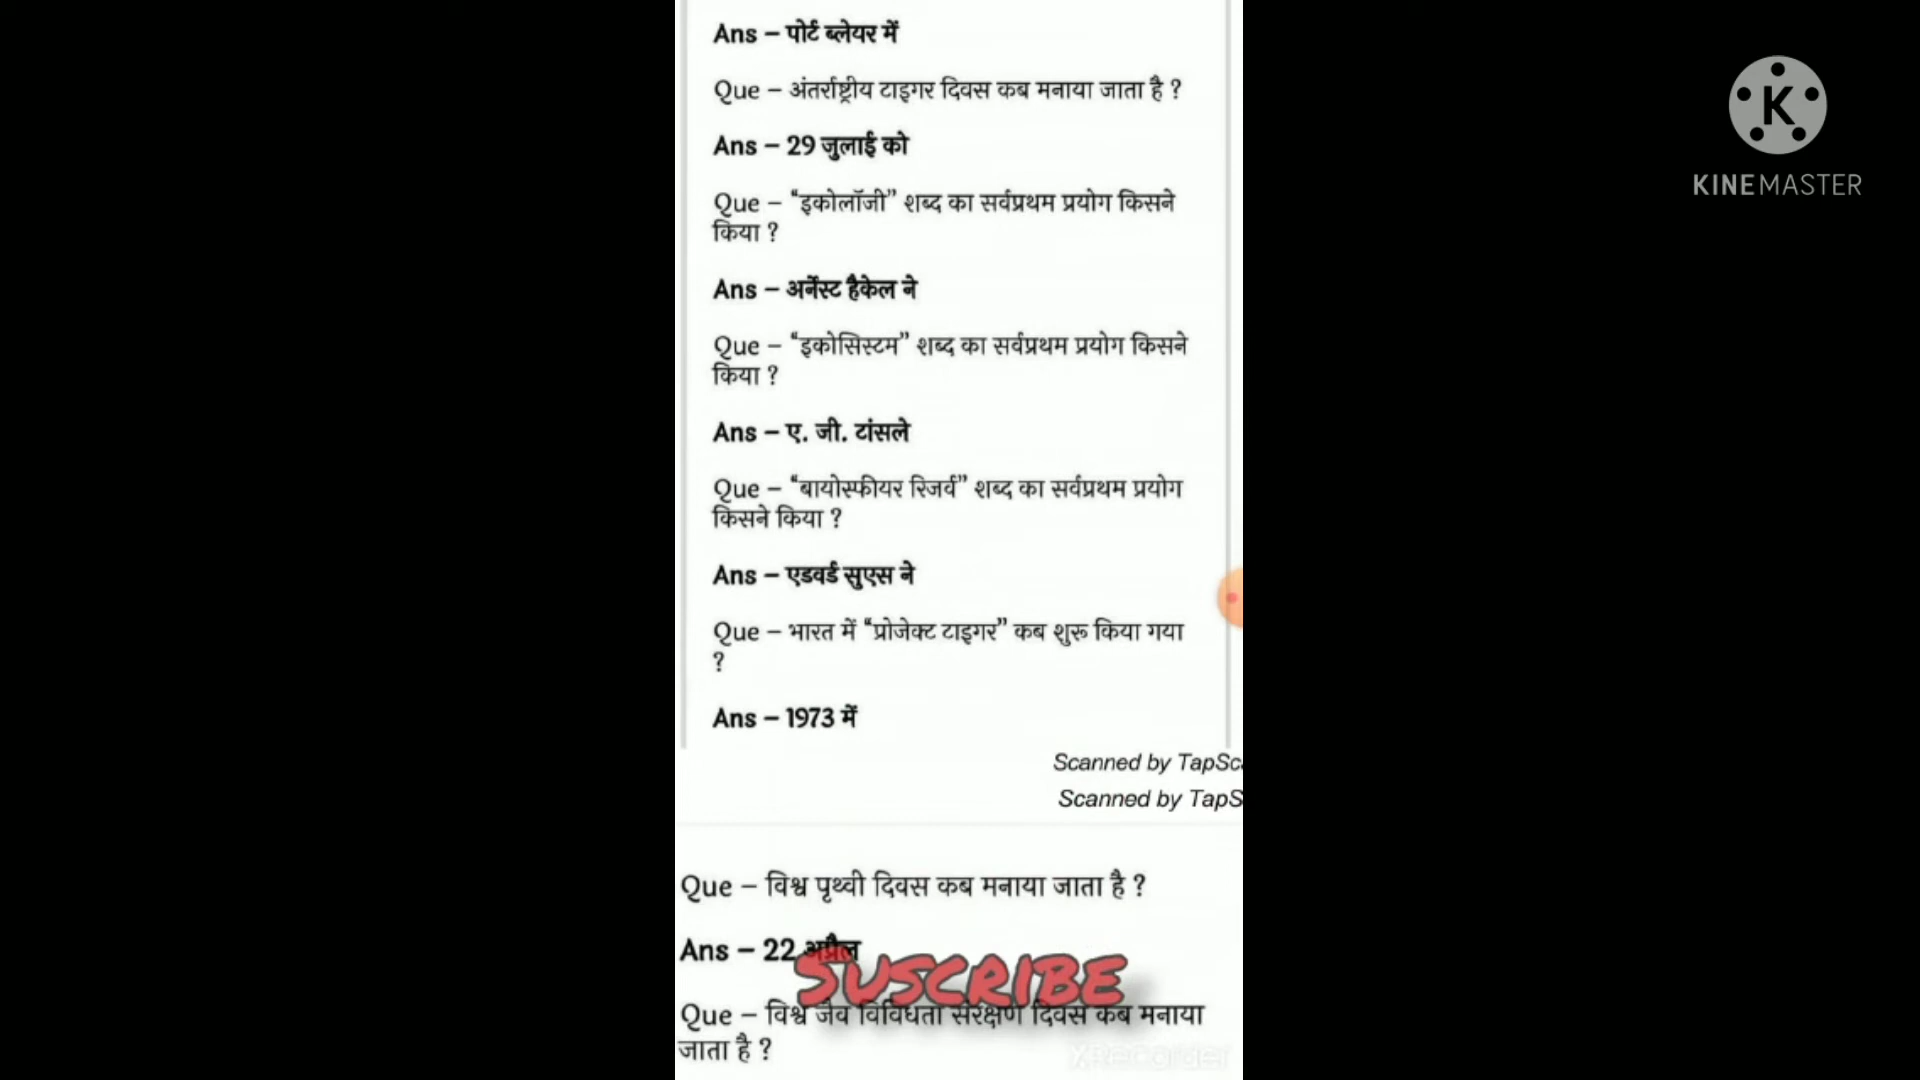 Ans – पोर्ट ब्लेयर में
Que – अंतर्राष्ट्रीय टाइगर दिवस कब मनाया जाता है ?
Ans – 29 जुलाई को
Que – “इकोलॉजी” शब्द का सर्वप्रथम प्रयोग किसने
किया ?
Ans – अर्नेस्ट हैकेल ने
Que – “इकोसिस्टम” शब्द का सर्वप्रथम प्रयोग किसने
किया ?
Ans – ए. जी. टांसले
Que – “बायोस्फीयर रिजर्व” शब्द का सर्वप्रथम प्रयोग
किसने किया ?
Ans – एडवर्ड सुएस ने
Que – भारत में “प्रोजेक्ट टाइगर” कब शुरू किया गया
?
Ans – 1973 में
Scanned by TapSc
Scanned by TapS
Que – विश्व पृथ्वी दिवस कब मनाया जाता है ?
Ans – 22 अप्रैल
SUSCRIBE
Que – विश्व जैव विविधता संरक्षण दिवस कब मनाया
जाता है ?
XRecorder
K
KINEMASTER